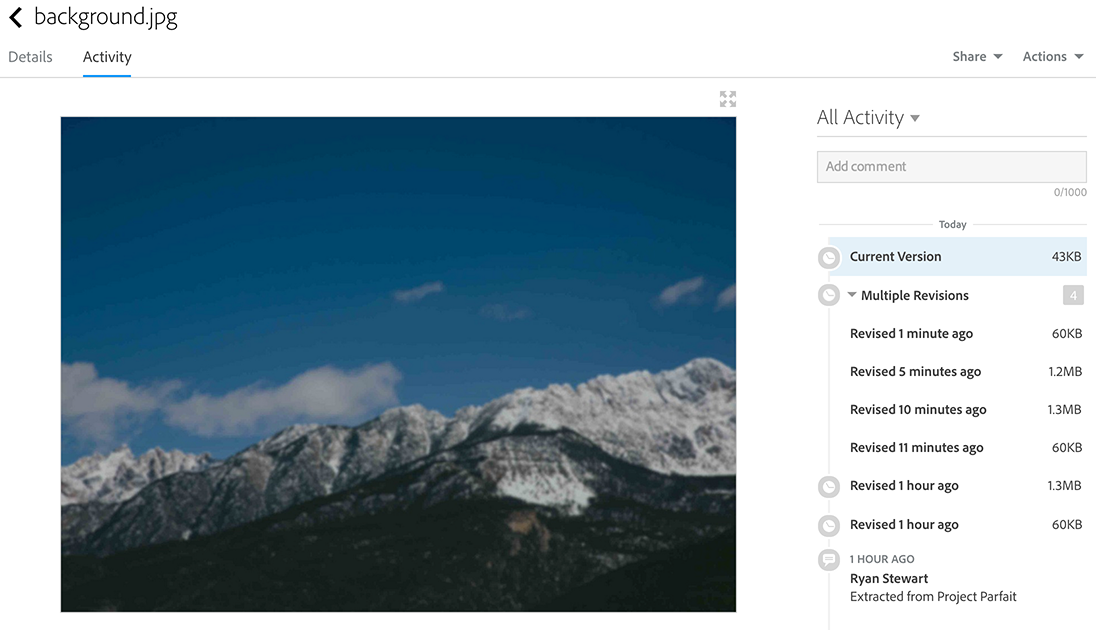 background.jpg
Details Activity Share Actions
All Activity
Add comment
0/1000
Today
Current Version 43KB
Multiple Revisions 4
Revised 1 minute ago 60KB
Revised 5 minutes ago 1.2MB
Revised 10 minutes ago 1.3MB
Revised 11 minutes ago 60KB
Revised 1 hour ago 1.3MB
Revised 1 hour ago 60KB
1 HOUR AGO
Ryan Stewart
Extracted from Project Parfait